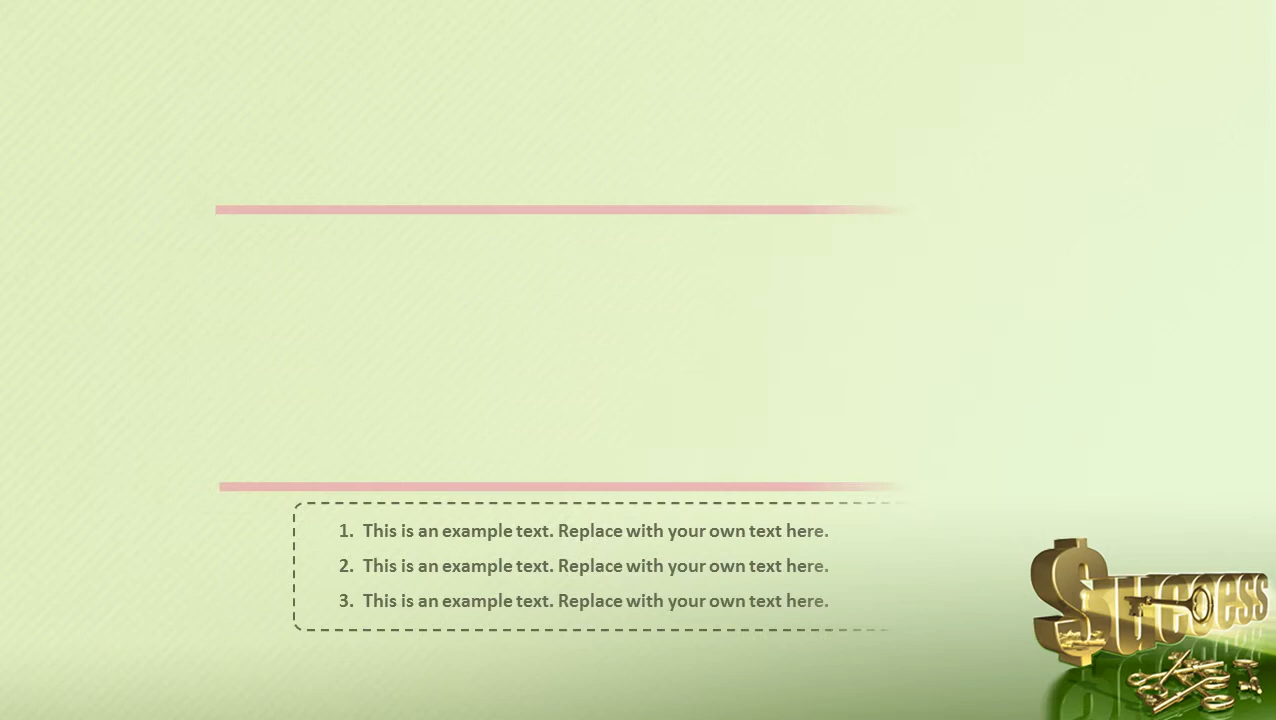 1. This is an example text. Replace with your own text here.
2. This is an example text. Replace with your own text here.
3. This is an example text. Replace with your own text here.
$uccess